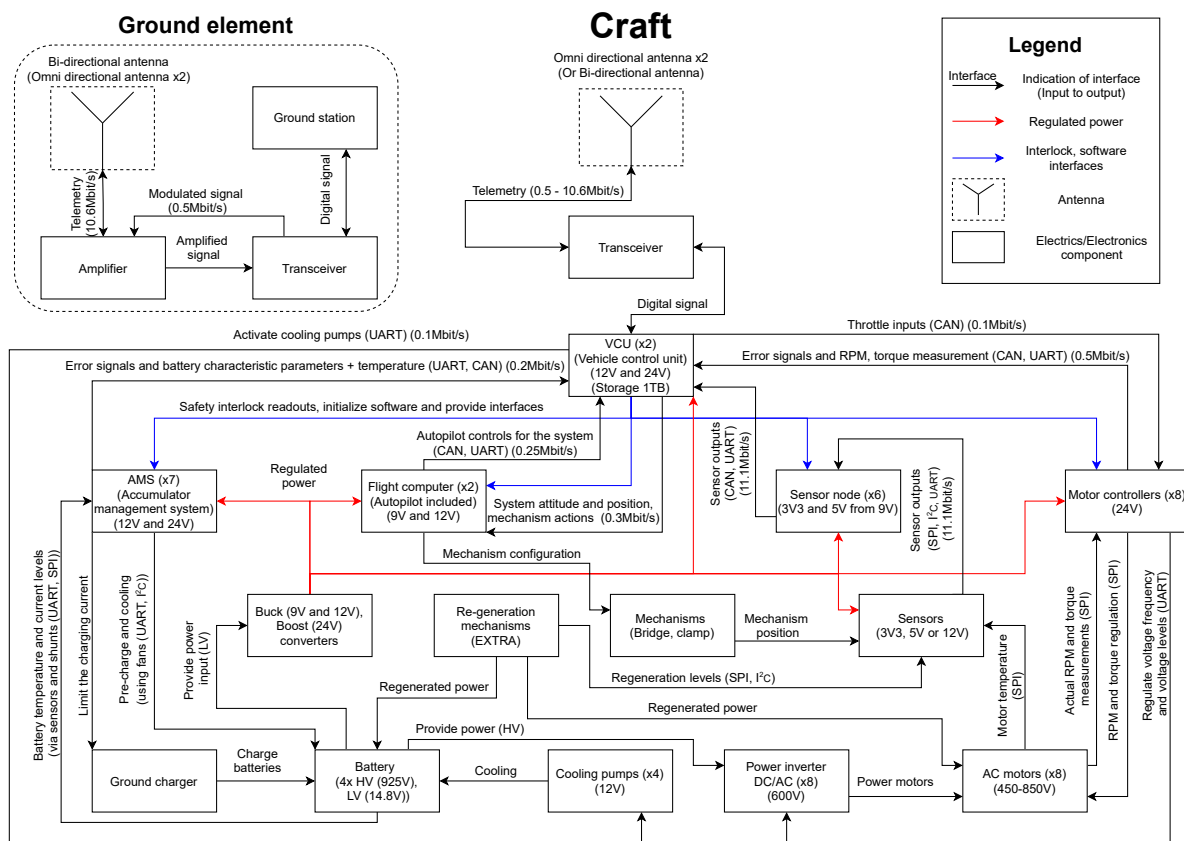 Ground element
Craft
Legend
Bi-directional antenna
(Omni directional antenna x2)
Ground station
Telemetry
(10.6Mbit/s)
Modulated signal
(0.5Mbit/s)
Digital signal
Amplifier
Amplified
signal
Transceiver
Omni directional antenna x2
(Or Bi-directional antenna)
Telemetry (0.5 - 10.6Mbit/s)
Transceiver
Digital signal
Interface
Indication of interface
(Input to output)
Regulated power
Interlock, software
interfaces
Antenna
Electrics/Electronics
component
Activate cooling pumps (UART) (0.1Mbit/s)
Throttle inputs (CAN) (0.1Mbit/s)
VCU (x2)
(Vehicle control unit)
(12V and 24V)
(Storage 1TB)
Error signals and battery characteristic parameters + temperature (UART, CAN) (0.2Mbit/s)
Error signals and RPM, torque measurement (CAN, UART) (0.5Mbit/s)
Safety interlock readouts, initialize software and provide interfaces
Autopilot controls for the system
(CAN, UART) (0.25Mbit/s)
Sensor outputs
(CAN, UART)
(11.1Mbit/s)
Sensor outputs
(SPI, I²C, UART)
(11.1Mbit/s)
AMS (x7)
(Accumulator
management system)
(12V and 24V)
Regulated
power
Flight computer (x2)
(Autopilot included)
(9V and 12V)
System attitude and position,
mechanism actions (0.3Mbit/s)
Sensor node (x6)
(3V3 and 5V from 9V)
Motor controllers (x8)
(24V)
Battery temperature and current levels
(via sensors and shunts (UART, SPI))
Limit the charging current
Pre-charge and cooling
(using fans) (UART, I²C)
Provide power
input (LV)
Mechanism configuration
Buck (9V and 12V),
Boost (24V)
converters
Re-generation
mechanisms
(EXTRA)
Mechanisms
(Bridge, clamp)
Mechanism
position
Sensors
(3V3, 5V or 12V)
Regeneration levels (SPI, I²C)
Regenerated power
Regenerated power
Motor temperature
(SPI)
Actual RPM and torque
measurements (SPI)
RPM and torque regulation (SPI)
Regulate voltage frequency
and voltage levels (UART)
Provide power (HV)
Ground charger
Charge
batteries
Battery
(4x HV (925V),
LV (14.8V))
Cooling
Cooling pumps (x4)
(12V)
Power inverter
DC/AC (x8)
(600V)
Power motors
AC motors (x8)
(450-850V)